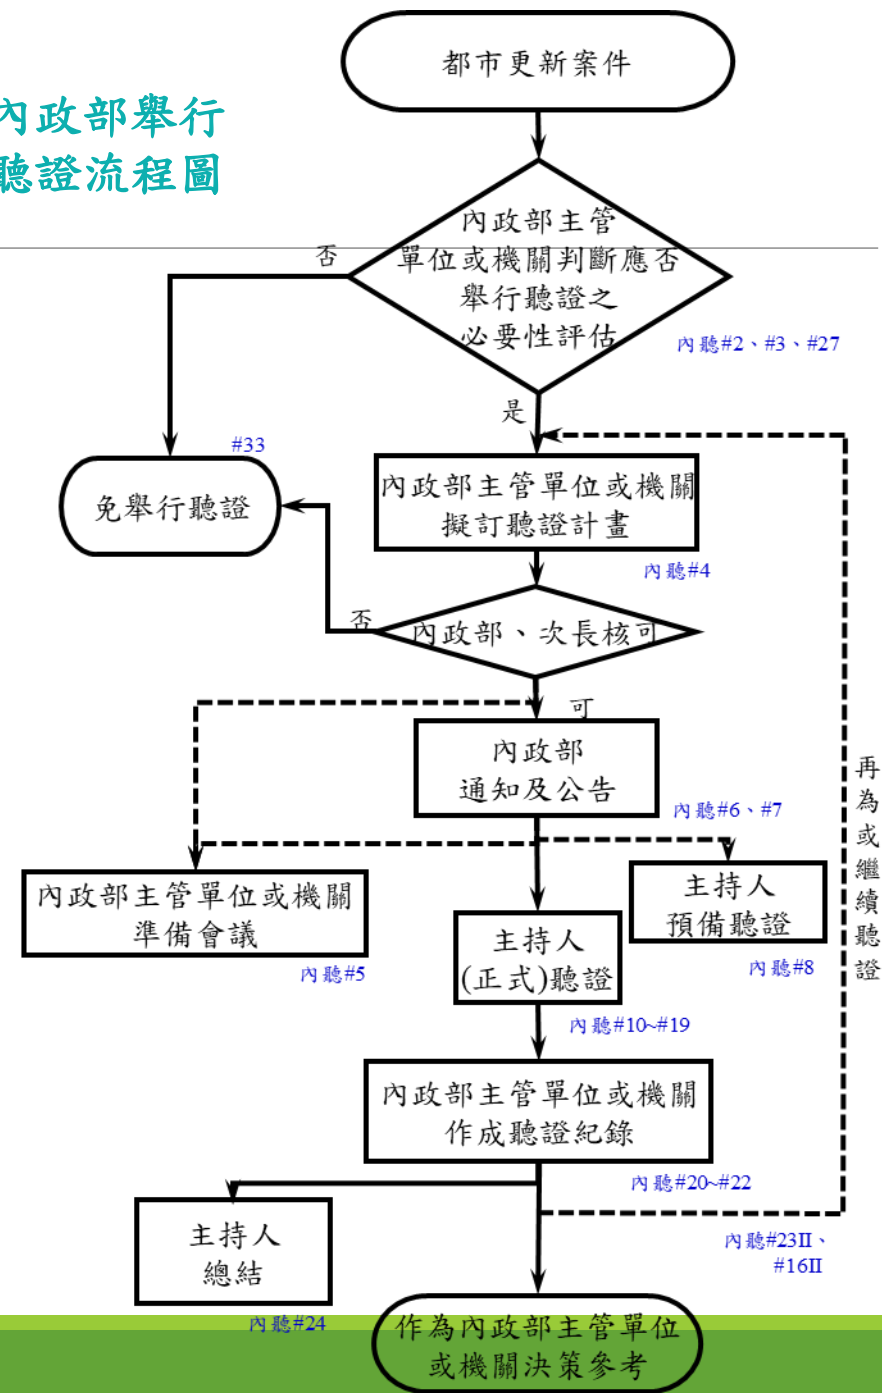 都市更新案件
內政部舉行
聽證流程圖
內政部主管
單位或機關判斷應否
舉行聽證之
必要性評估
否
內聽#2、#3、#27
是
#33
免舉行聽證
內政部主管單位或機關
擬訂聽證計畫
內聽#4
否
內政部、次長核可
可
內政部
通知及公告
內聽#6、#7
再為或繼續聽證
內政部主管單位或機關
準備會議
內聽#5
主持人
預備聽證
內聽#8
主持人
(正式)聽證
內聽#10~#19
內政部主管單位或機關
作成聽證紀錄
內聽#20~#22
主持人
總結
內聽#24
內聽#23II、
#16II
作為內政部主管單位
或機關決策參考